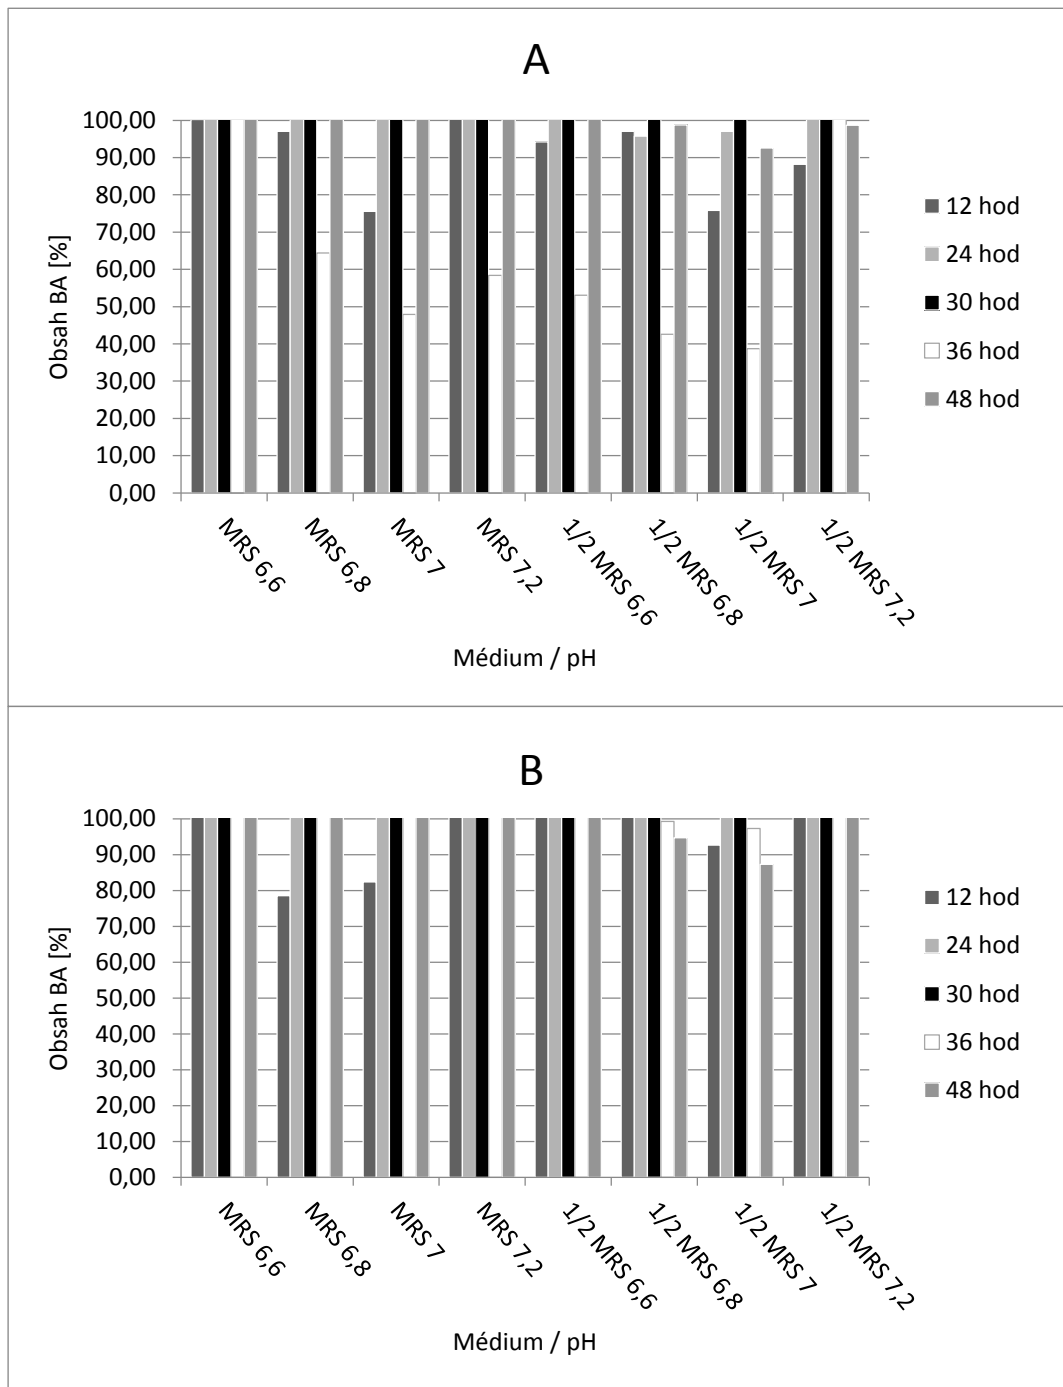 A
100,00
90,00
80,00
70,00
60,00
50,00
40,00
30,00
20,00
10,00
0,00
Obsah BA [%]
MRS 6,6
MRS 6,8
MRS 7
MRS 7,2
1/2 MRS 6,6
1/2 MRS 6,8
1/2 MRS 7
1/2 MRS 7,2
Médium / pH
12 hod
24 hod
30 hod
36 hod
48 hod
B
100,00
90,00
80,00
70,00
60,00
50,00
40,00
30,00
20,00
10,00
0,00
Obsah BA [%]
MRS 6,6
MRS 6,8
MRS 7
MRS 7,2
1/2 MRS 6,6
1/2 MRS 6,8
1/2 MRS 7
1/2 MRS 7,2
Médium / pH
12 hod
24 hod
30 hod
36 hod
48 hod